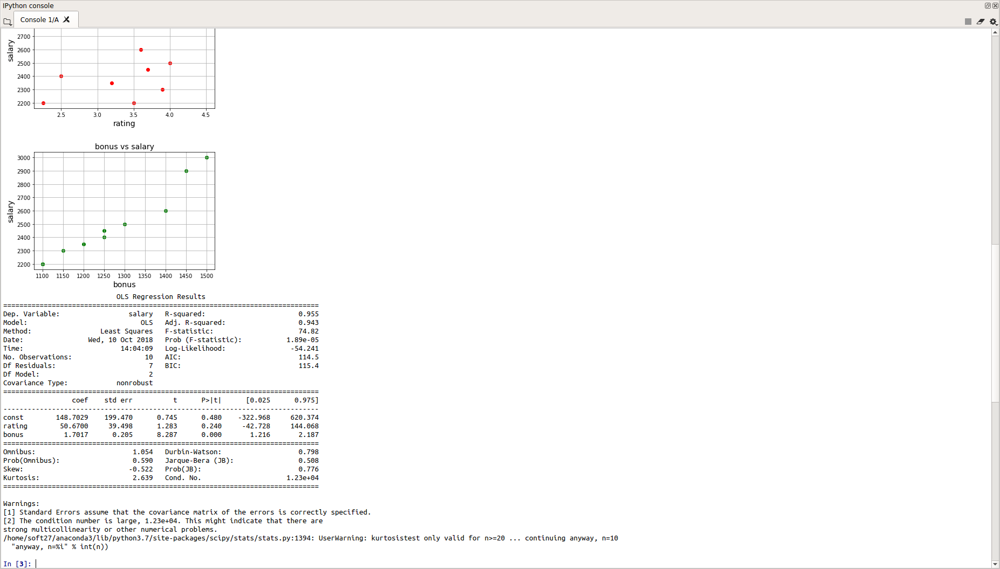 IPython console
Console 1/A
2700
2600
2500
2400
2300
2200
salary
2.5 3.0 3.5 4.0 4.5
rating
bonus vs salary
3000
2900
2800
2700
2600
2500
2400
2300
2200
salary
1100 1150 1200 1250 1300 1350 1400 1450 1500
bonus
OLS Regression Results
==============================================================================
Dep. Variable: salary R-squared: 0.955
Model: OLS Adj. R-squared: 0.943
Method: Least Squares F-statistic: 74.82
Date: Wed, 10 Oct 2018 Prob (F-statistic): 1.89e-05
Time: 14:04:09 Log-Likelihood: -54.241
No. Observations: 10 AIC: 114.5
Df Residuals: 7 BIC: 115.4
Df Model: 2
Covariance Type: nonrobust
==============================================================================
coef std err t P>|t| [0.025 0.975]
------------------------------------------------------------------------------
const 148.7029 199.470 0.745 0.480 -322.968 620.374
rating 50.6700 39.498 1.283 0.240 -42.728 144.068
bonus 1.7017 0.205 8.287 0.000 1.216 2.187
==============================================================================
Omnibus: 1.054 Durbin-Watson: 0.798
Prob(Omnibus): 0.590 Jarque-Bera (JB): 0.508
Skew: -0.522 Prob(JB): 0.776
Kurtosis: 2.639 Cond. No. 1.23e+04
==============================================================================
Warnings:
[1] Standard Errors assume that the covariance matrix of the errors is correctly specified.
[2] The condition number is large, 1.23e+04. This might indicate that there are
strong multicollinearity or other numerical problems.
/home/soft27/anaconda3/lib/python3.7/site-packages/scipy/stats/stats.py:1394: UserWarning: kurtosistest only valid for n>=20 ... continuing anyway, n=10
"anyway, n=%i" % int(n))
In [3]: